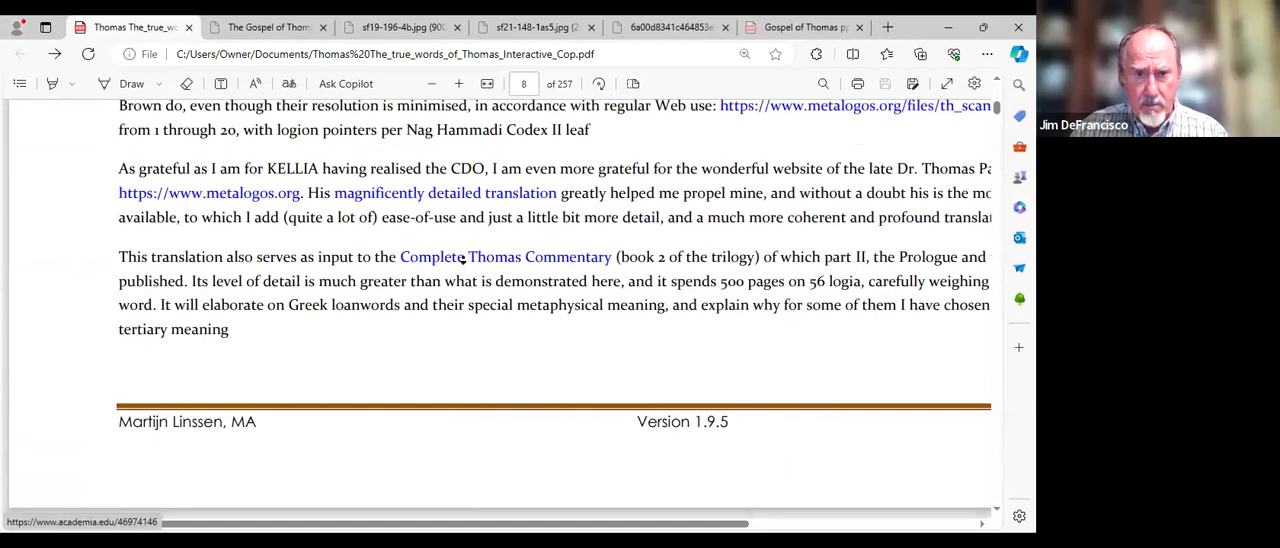 Thomas The_true_wo
The Gospel of Thom
sf19-196-4b.jpg (900
sf21-148-1as5.jpg (2
6a00d8341c464853e
Gospel of Thomas pp
File C:/Users/Owner/Documents/Thomas%20The_true_words_of_Thomas_Interactive_Cop.pdf
Draw Ask Copilot 8 of 257
Jim DeFrancisco
Brown do, even though their resolution is minimised, in accordance with regular Web use: https://www.metalogos.org/files/th_scan
from 1 through 20, with logion pointers per Nag Hammadi Codex II leaf
As grateful as I am for KELLIA having realised the CDO, I am even more grateful for the wonderful website of the late Dr. Thomas Pa
https://www.metalogos.org. His magnificently detailed translation greatly helped me propel mine, and without a doubt his is the mo
available, to which I add (quite a lot of) ease-of-use and just a little bit more detail, and a much more coherent and profound translat
This translation also serves as input to the Complete Thomas Commentary (book 2 of the trilogy) of which part II, the Prologue and
published. Its level of detail is much greater than what is demonstrated here, and it spends 500 pages on 56 logia, carefully weighing
word. It will elaborate on Greek loanwords and their special metaphysical meaning, and explain why for some of them I have chosen
tertiary meaning
Martijn Linssen, MA Version 1.9.5
https://www.academia.edu/46974146